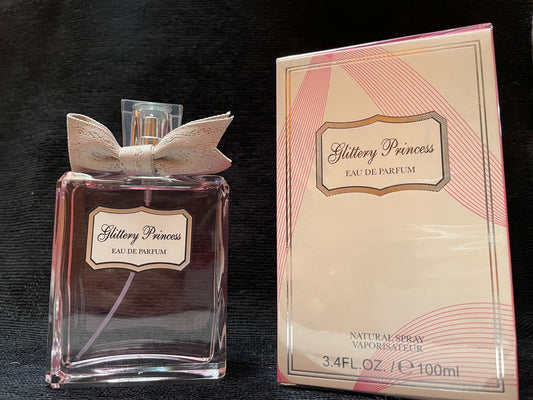 Glittery Princess
EAU DE PARFUM
Glittery Princess
EAU DE PARFUM
NATURAL SPRAY
VAPORISATEUR
3.4FL.OZ. / ℮ 100ml